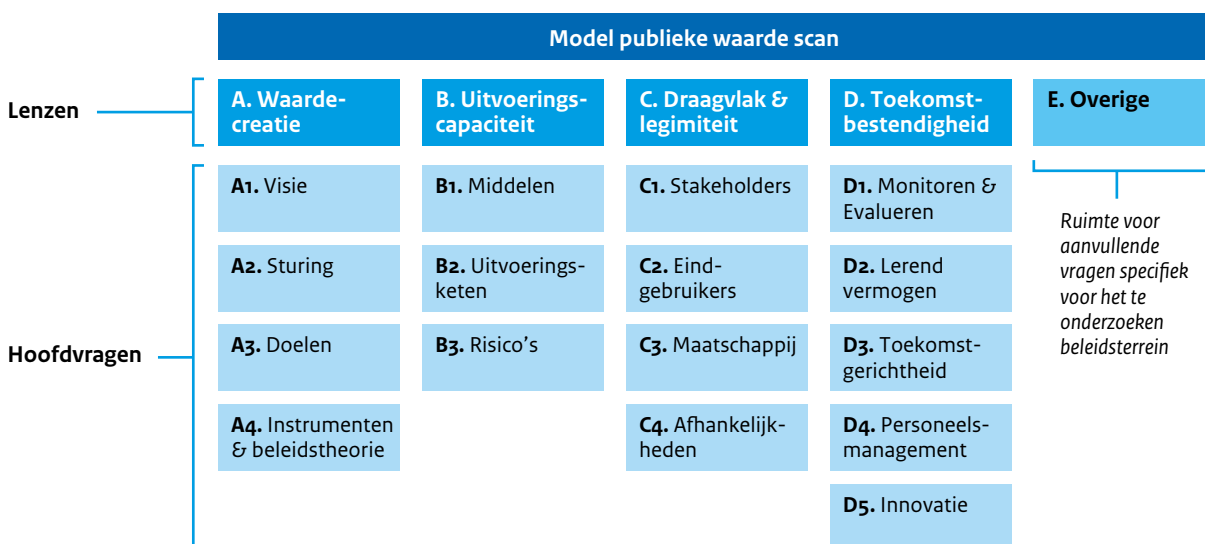 Model publieke waarde scan
Lenzen
A. Waarde-
creatie
B. Uitvoerings-
capaciteit
C. Draagvlak &
legimiteit
D. Toekomst-
bestendigheid
E. Overige
Hoofdvragen
A1. Visie
A2. Sturing
A3. Doelen
A4. Instrumenten
& beleidstheorie
B1. Middelen
B2. Uitvoerings-
keten
B3. Risico's
C1. Stakeholders
C2. Eind-
gebruikers
C3. Maatschappij
C4. Afhankelijk-
heden
D1. Monitoren &
Evalueren
D2. Lerend
vermogen
D3. Toekomst-
gerichtheid
D4. Personeels-
management
D5. Innovatie
Ruimte voor
aanvullende
vragen specifiek
voor het te
onderzoeken
beleidsterrein